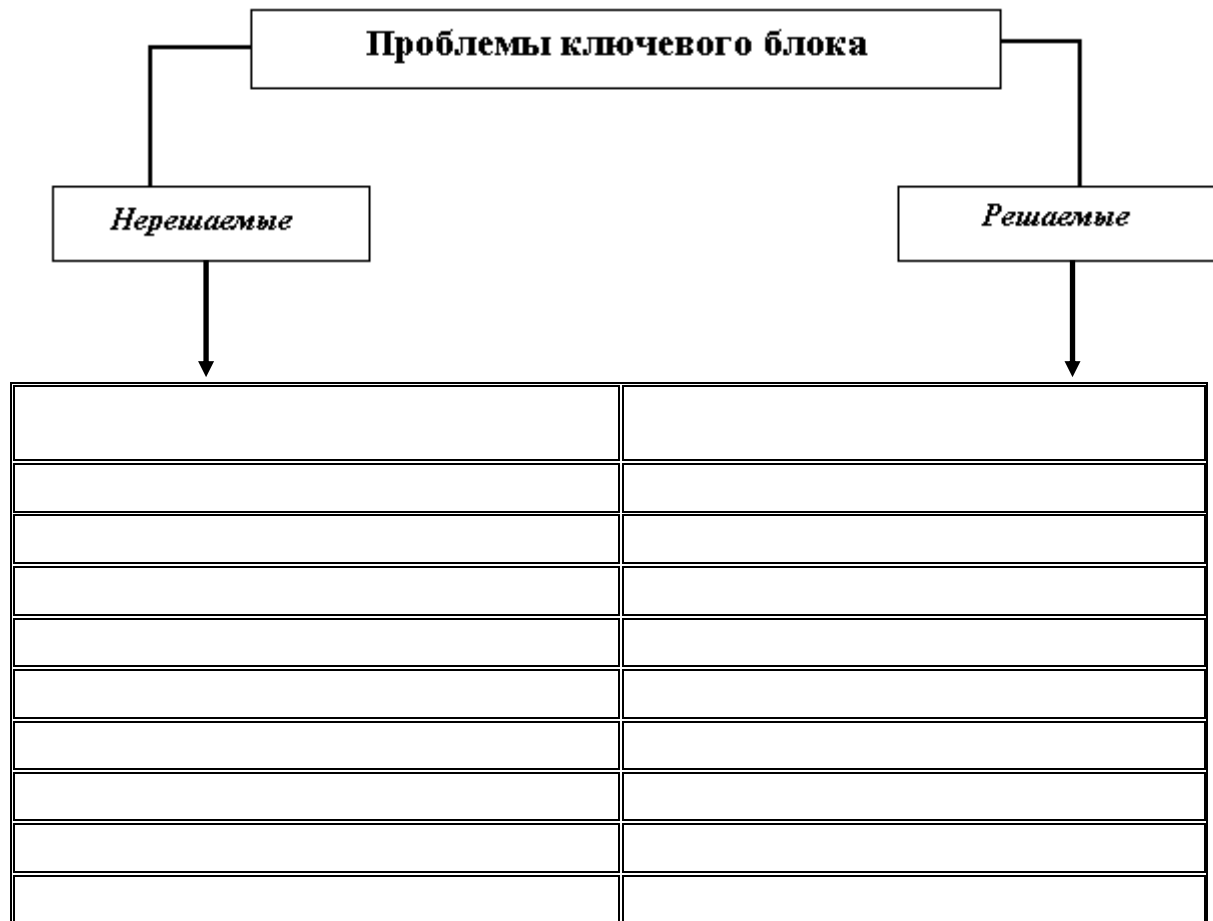 Проблемы ключевого блока
Нерешаемые
Решаемые